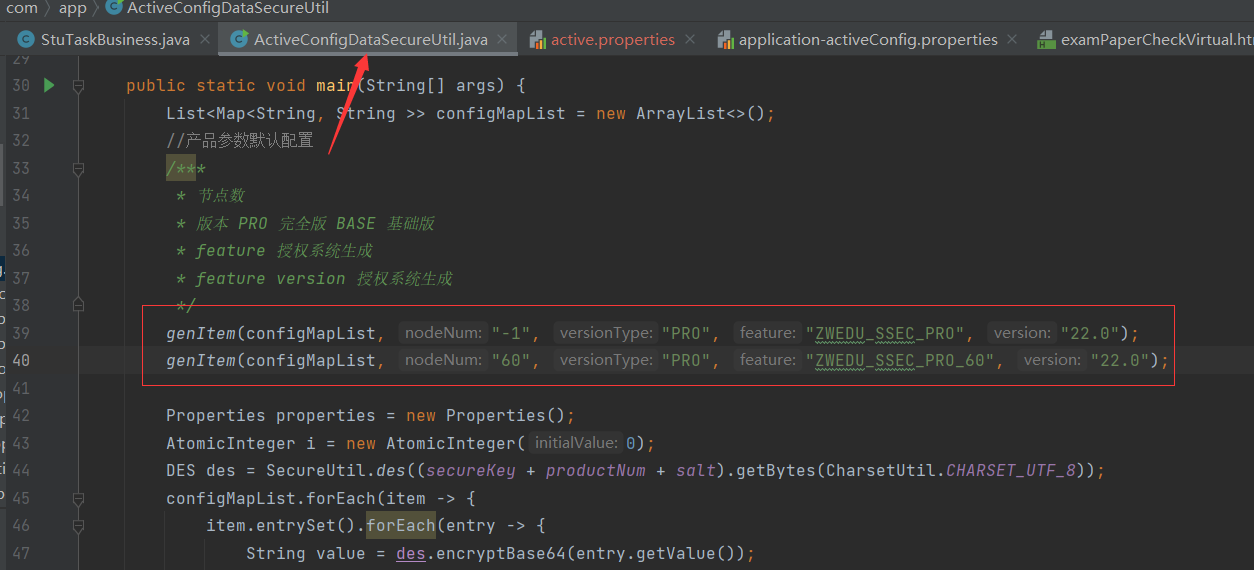 com 〉 app 〉 ActiveConfigDataSecureUtil
StuTaskBusiness.java × ActiveConfigDataSecureUtil.java × active.properties × application-activeConfig.properties × examPaperCheckVirtual.ht
29
30 public static void main(String[] args) {
31 List<Map<String, String >> configMapList = new ArrayList<>();
32 //产品参数默认配置
33 /***
34 * 节点数
35 * 版本 PRO 完全版 BASE 基础版
36 * feature 授权系统生成
37 * feature version 授权系统生成
38 */
39 genItem(configMapList, nodeNum: "-1", versionType: "PRO", feature: "ZWEDU_SSEC_PRO", version: "22.0");
40 genItem(configMapList, nodeNum: "60", versionType: "PRO", feature: "ZWEDU_SSEC_PRO_60", version: "22.0");
41
42 Properties properties = new Properties();
43 AtomicInteger i = new AtomicInteger( initialValue: 0);
44 DES des = SecureUtil.des((secureKey + productNum + salt).getBytes(CharsetUtil.CHARSET_UTF_8));
45 configMapList.forEach(item -> {
46 item.entrySet().forEach(entry -> {
47 String value = des.encryptBase64(entry.getValue());